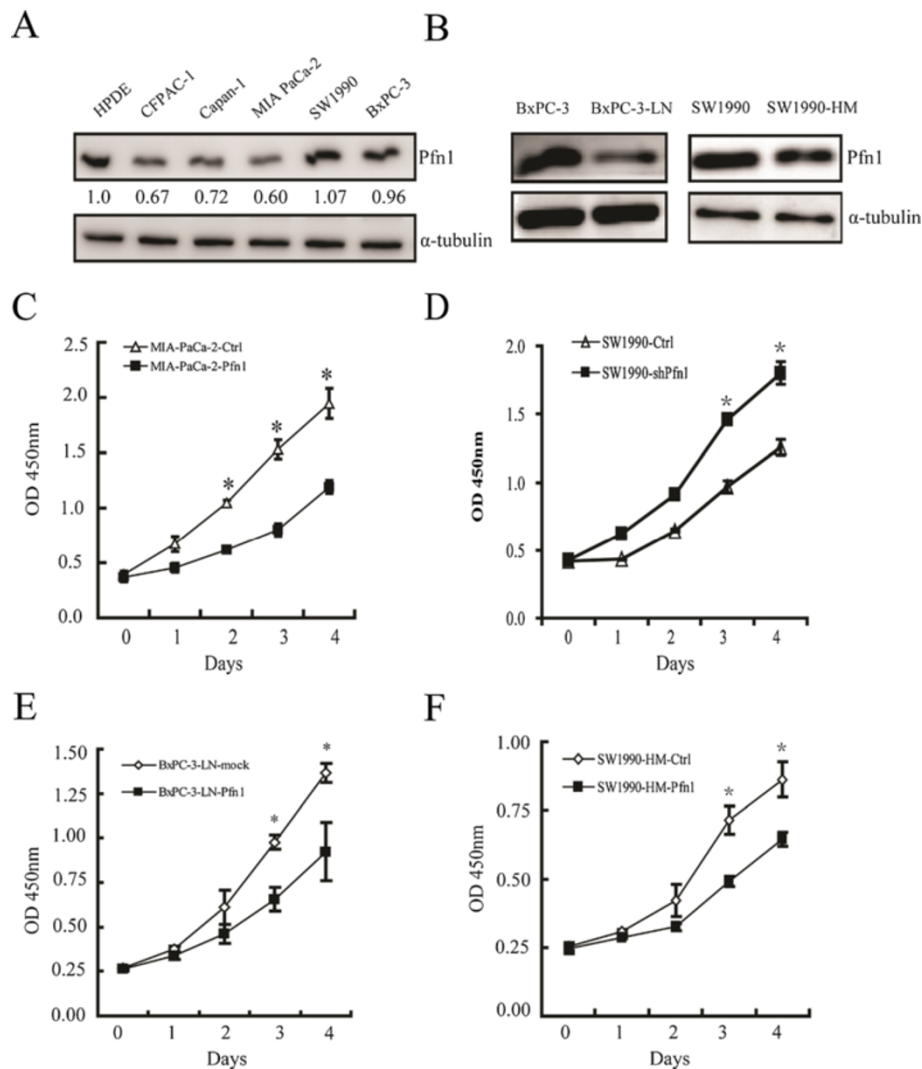 A
HPDE
CFPAC-1
Capan-1
MIA PaCa-2
SW1990
BxPC-3
Pfn1
1.0 0.67 0.72 0.60 1.07 0.96
α-tubulin
B
BxPC-3 BxPC-3-LN SW1990 SW1990-HM
Pfn1
α-tubulin
C
MIA-PaCa-2-Ctrl
MIA-PaCa-2-Pfn1
OD 450nm
2.5
2.0
1.5
1.0
0.5
0.0
* * *
0 1 2 3 4
Days
D
SW1990-Ctrl
SW1990-shPfn1
OD 450nm
2.0
1.5
1.0
0.5
0.0
* *
0 1 2 3 4
Days
E
BxPC-3-LN-mock
BxPC-3-LN-Pfn1
OD 450nm
1.50
1.25
1.00
0.75
0.50
0.25
0.00
* *
0 1 2 3 4
Days
F
SW1990-HM-Ctrl
SW1990-HM-Pfn1
OD 450nm
1.00
0.75
0.50
0.25
0.00
* *
0 1 2 3 4
Days